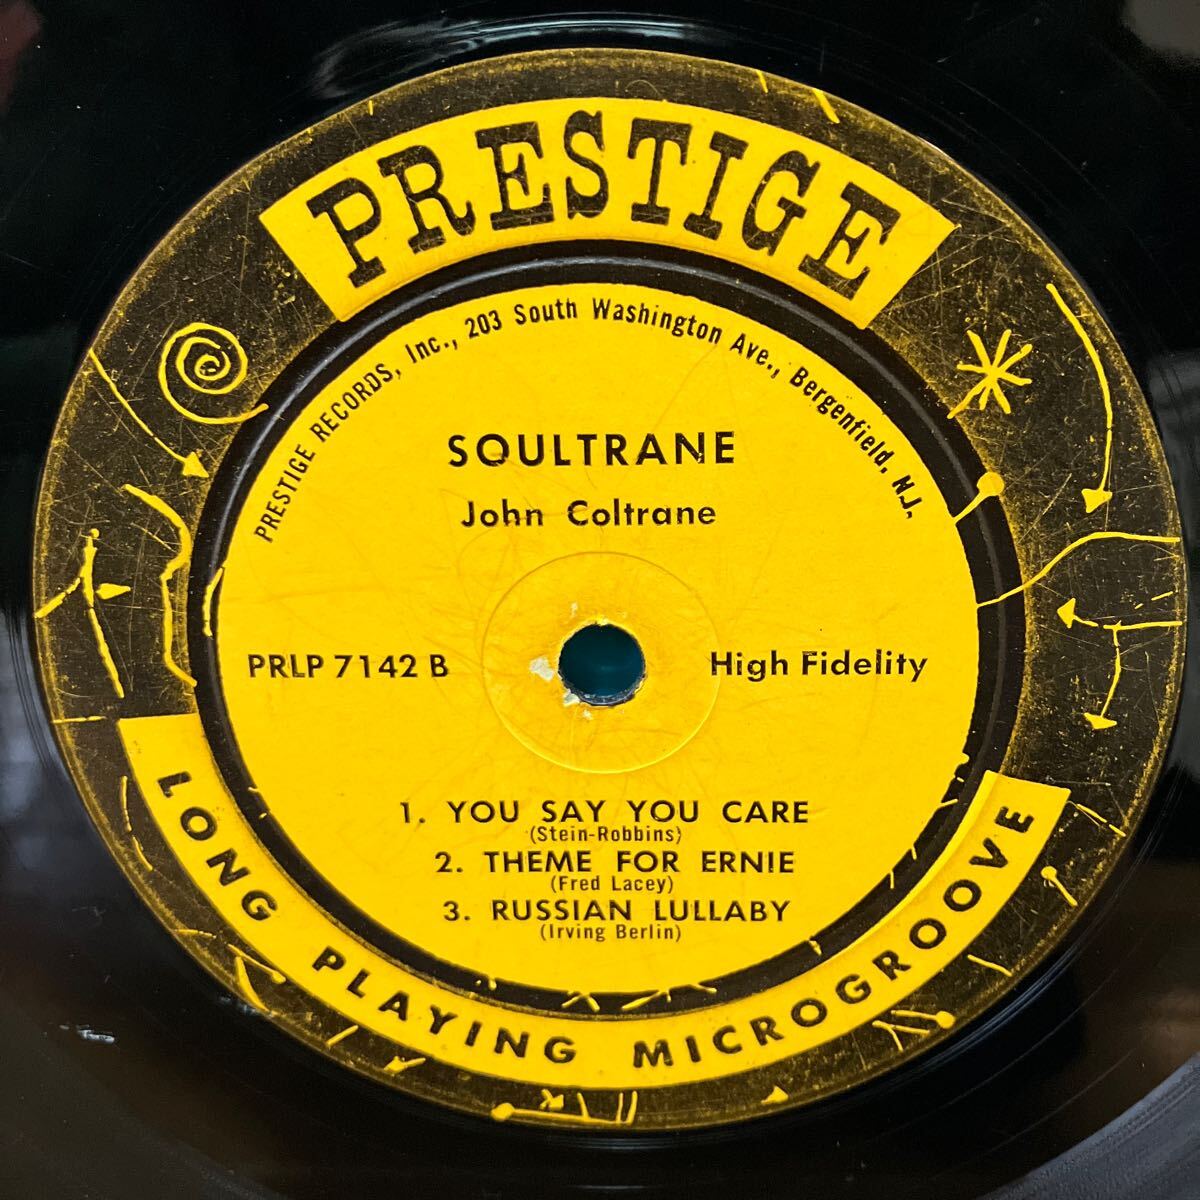 PRESTIGE
PRESTIGE RECORDS, Inc., 203 South Washington Ave., Bergenfield, N.J.
SOULTRANE
John Coltrane
PRLP 7142 B
High Fidelity
1. YOU SAY YOU CARE
(Stein-Robbins)
2. THEME FOR ERNIE
(Fred Lacey)
3. RUSSIAN LULLABY
(Irving Berlin)
LONG PLAYING MICROGROOVE